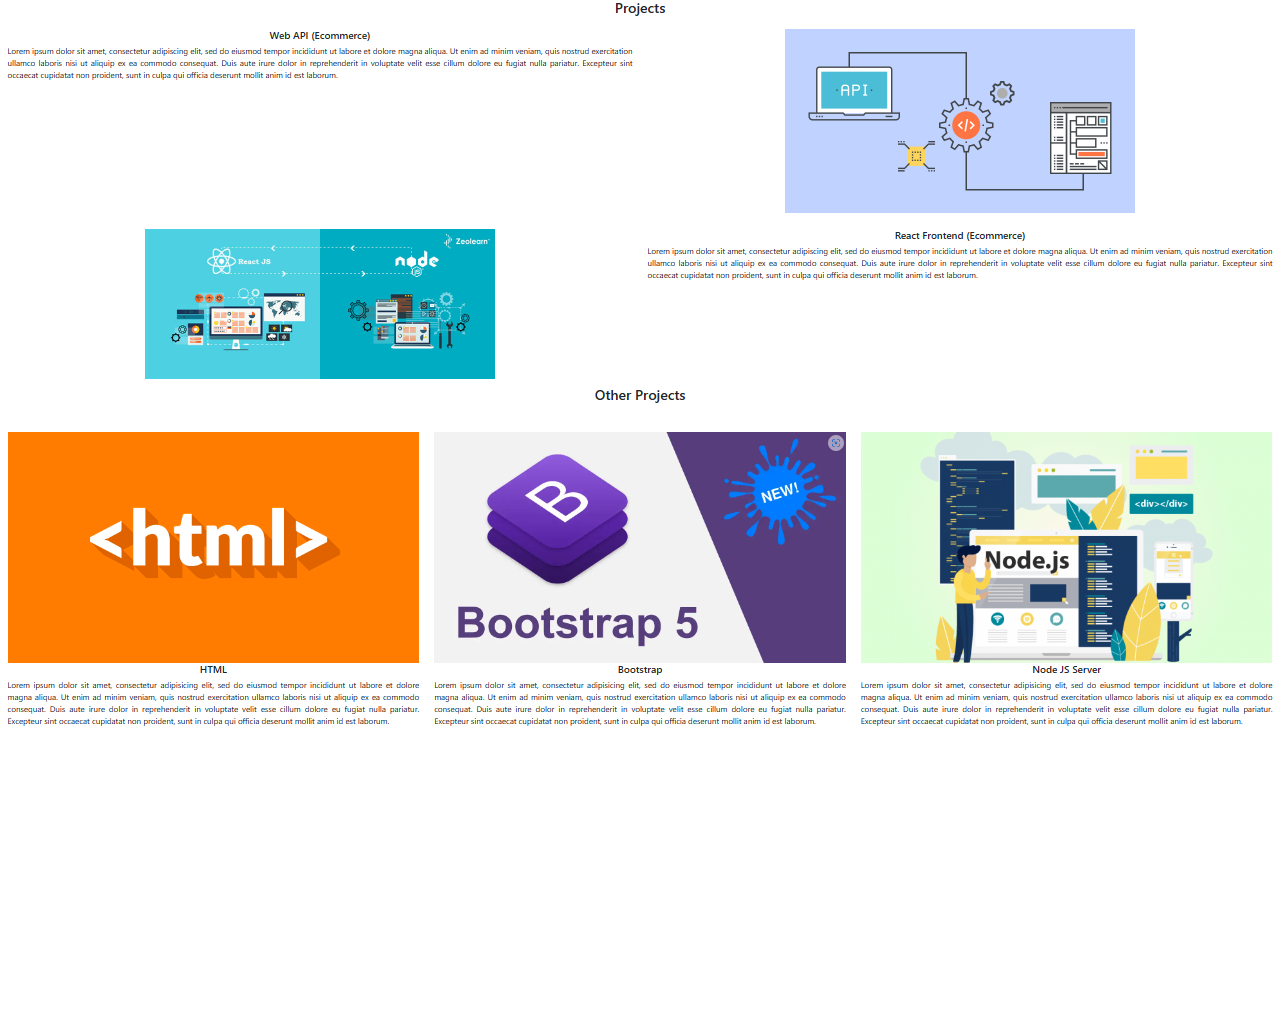 Projects
Web API (Ecommerce)
Lorem ipsum dolor sit amet, consectetur adipiscing elit, sed do eiusmod tempor incididunt ut labore et dolore magna aliqua. Ut enim ad minim veniam, quis nostrud exercitation
ullamco laboris nisi ut aliquip ex ea commodo consequat. Duis aute irure dolor in reprehenderit in voluptate velit esse cillum dolore eu fugiat nulla pariatur. Excepteur sint
occaecat cupidatat non proident, sunt in culpa qui officia deserunt mollit anim id est laborum.
API
</>
React JS
node
JS
Zeolearn
React Frontend (Ecommerce)
Lorem ipsum dolor sit amet, consectetur adipiscing elit, sed do eiusmod tempor incididunt ut labore et dolore magna aliqua. Ut enim ad minim veniam, quis nostrud exercitation
ullamco laboris nisi ut aliquip ex ea commodo consequat. Duis aute irure dolor in reprehenderit in voluptate velit esse cillum dolore eu fugiat nulla pariatur. Excepteur sint
occaecat cupidatat non proident, sunt in culpa qui officia deserunt mollit anim id est laborum.
Other Projects
<html>
HTML
Lorem ipsum dolor sit amet, consectetur adipiscing elit, sed do eiusmod tempor incididunt ut labore et dolore
magna aliqua. Ut enim ad minim veniam, quis nostrud exercitation ullamco laboris nisi ut aliquip ex ea commodo
consequat. Duis aute irure dolor in reprehenderit in voluptate velit esse cillum dolore eu fugiat nulla pariatur.
Excepteur sint occaecat cupidatat non proident, sunt in culpa qui officia deserunt mollit anim id est laborum.
B
NEW!
Bootstrap 5
Bootstrap
Lorem ipsum dolor sit amet, consectetur adipiscing elit, sed do eiusmod tempor incididunt ut labore et dolore
magna aliqua. Ut enim ad minim veniam, quis nostrud exercitation ullamco laboris nisi ut aliquip ex ea commodo
consequat. Duis aute irure dolor in reprehenderit in voluptate velit esse cillum dolore eu fugiat nulla pariatur.
Excepteur sint occaecat cupidatat non proident, sunt in culpa qui officia deserunt mollit anim id est laborum.
<div></div>
Node.js
Node JS Server
Lorem ipsum dolor sit amet, consectetur adipiscing elit, sed do eiusmod tempor incididunt ut labore et dolore
magna aliqua. Ut enim ad minim veniam, quis nostrud exercitation ullamco laboris nisi ut aliquip ex ea commodo
consequat. Duis aute irure dolor in reprehenderit in voluptate velit esse cillum dolore eu fugiat nulla pariatur.
Excepteur sint occaecat cupidatat non proident, sunt in culpa qui officia deserunt mollit anim id est laborum.